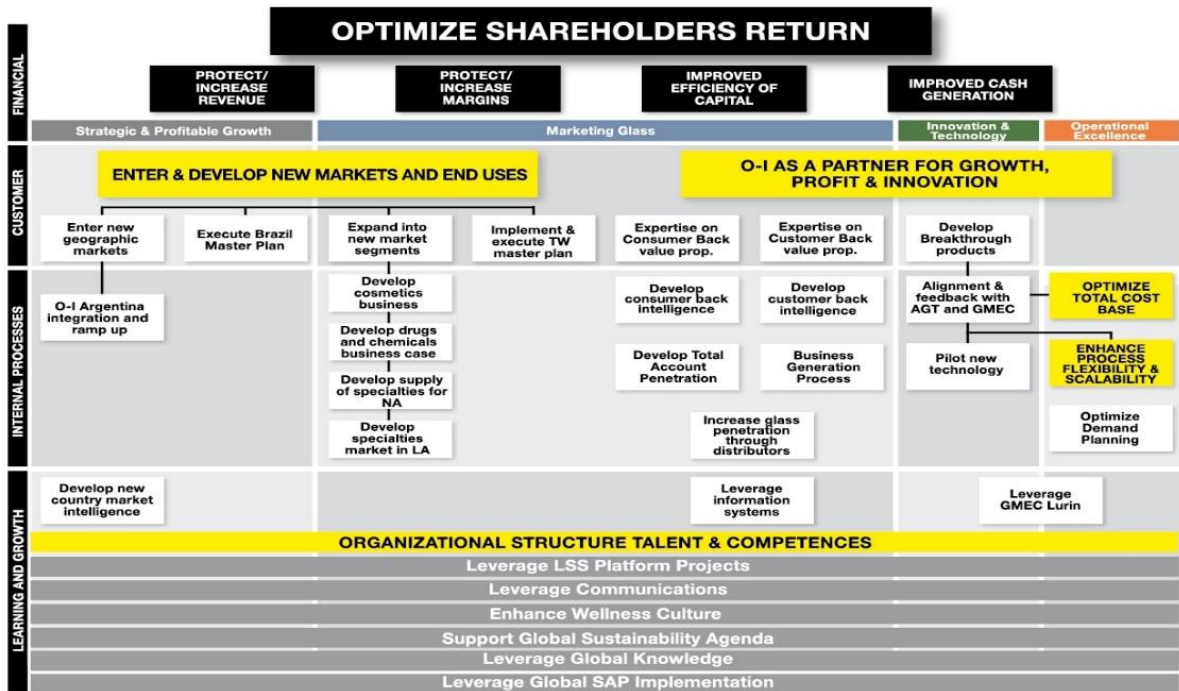 OPTIMIZE SHAREHOLDERS RETURN
FINANCIAL
PROTECT/
INCREASE
REVENUE
PROTECT/
INCREASE
MARGINS
IMPROVED
EFFICIENCY OF
CAPITAL
IMPROVED CASH
GENERATION
Strategic & Profitable Growth
Marketing Glass
Innovation &
Technology
Operational
Excellence
CUSTOMER
ENTER & DEVELOP NEW MARKETS AND END USES
O-I AS A PARTNER FOR GROWTH,
PROFIT & INNOVATION
Enter new
geographic
markets
Execute Brazil
Master Plan
Expand into
new market
segments
Implement &
execute TW
master plan
Expertise on
Consumer Back
value prop.
Expertise on
Customer Back
value prop.
Develop
Breakthrough
products
INTERNAL PROCESSES
O-I Argentina
integration and
ramp up
Develop
cosmetics
business
Develop drugs
and chemicals
business case
Develop supply
of specialties for
NA
Develop
specialties
market in LA
Develop
consumer back
intelligence
Develop
customer back
intelligence
Develop Total
Account
Penetration
Business
Generation
Process
Increase glass
penetration
through
distributors
Alignment &
feedback with
AGT and GMEC
Pilot new
technology
OPTIMIZE
TOTAL COST
BASE
ENHANCE
PROCESS
FLEXIBILITY &
SCALABILITY
Optimize
Demand
Planning
LEARNING AND GROWTH
Develop new
country market
intelligence
Leverage
information
systems
Leverage
GMEC Lurin
ORGANIZATIONAL STRUCTURE TALENT & COMPETENCES
Leverage LSS Platform Projects
Leverage Communications
Enhance Wellness Culture
Support Global Sustainability Agenda
Leverage Global Knowledge
Leverage Global SAP Implementation